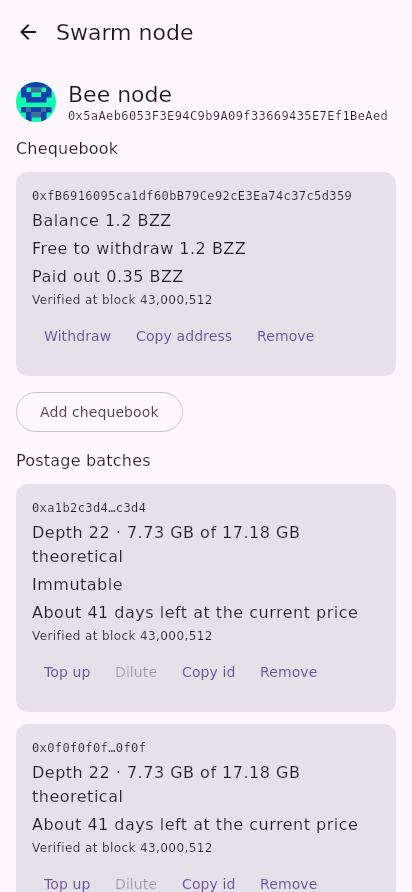 Swarm node
Bee node
0x5aAeb6053F3E94C9b9A09f33669435E7Ef1BeAed
Chequebook
0xfB6916095ca1df60bB79Ce92cE3Ea74c37c5d359
Balance 1.2 BZZ
Free to withdraw 1.2 BZZ
Paid out 0.35 BZZ
Verified at block 43,000,512
Withdraw Copy address Remove
Add chequebook
Postage batches
0xa1b2c3d4…c3d4
Depth 22 · 7.73 GB of 17.18 GB
theoretical
Immutable
About 41 days left at the current price
Verified at block 43,000,512
Top up Dilute Copy id Remove
0x0f0f0f0f…0f0f
Depth 22 · 7.73 GB of 17.18 GB
theoretical
About 41 days left at the current price
Verified at block 43,000,512
Top up Dilute Copy id Remove